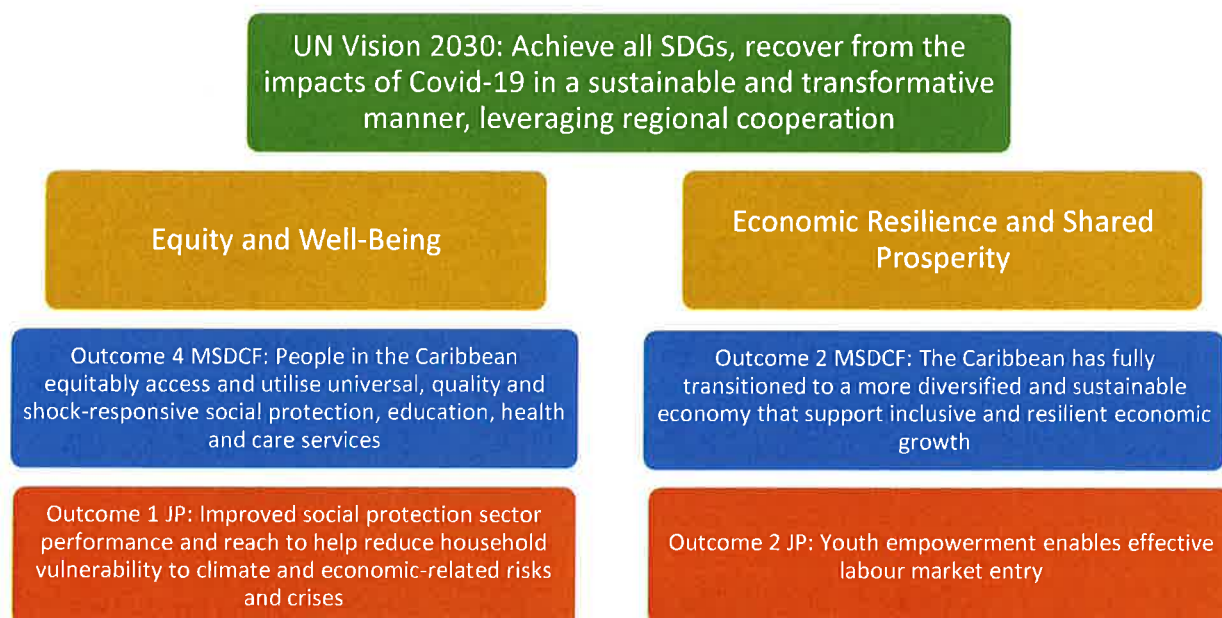 UN Vision 2030: Achieve all SDGs, recover from the
impacts of Covid-19 in a sustainable and transformative
manner, leveraging regional cooperation
Equity and Well-Being
Economic Resilience and Shared
Prosperity
Outcome 4 MSDCF: People in the Caribbean
equitably access and utilise universal, quality and
shock-responsive social protection, education, health
and care services
Outcome 2 MSDCF: The Caribbean has fully
transitioned to a more diversified and sustainable
economy that support inclusive and resilient economic
growth
Outcome 1 JP: Improved social protection sector
performance and reach to help reduce household
vulnerability to climate and economic-related risks
and crises
Outcome 2 JP: Youth empowerment enables effective
labour market entry